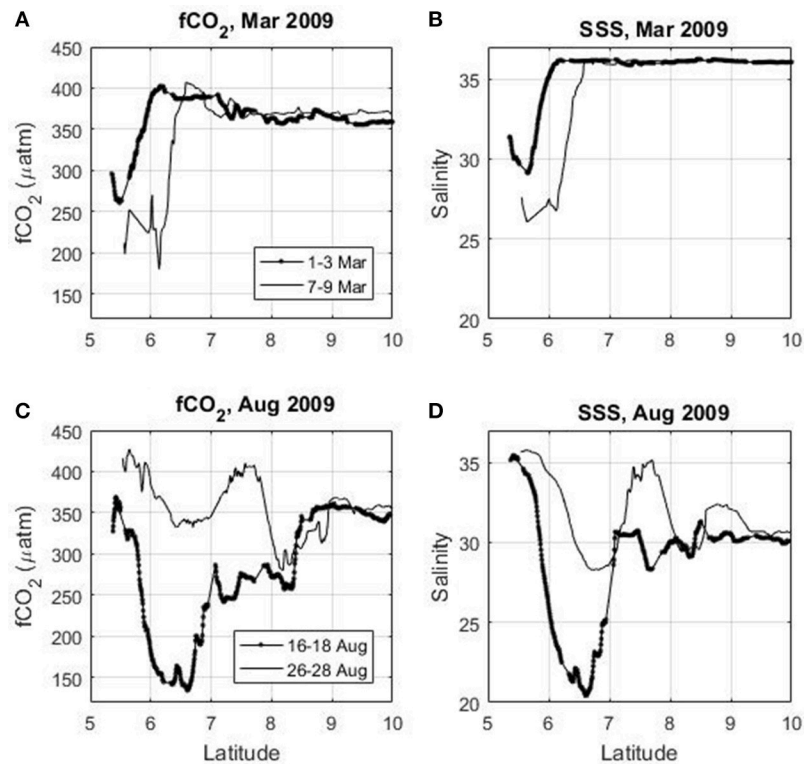 A
fCO2, Mar 2009
450
400
350
300
250
200
150
fCO2 (μatm)
1-3 Mar
7-9 Mar
5 6 7 8 9 10
B
SSS, Mar 2009
35
30
25
20
Salinity
5 6 7 8 9 10
C
fCO2, Aug 2009
450
400
350
300
250
200
150
fCO2 (μatm)
16-18 Aug
26-28 Aug
5 6 7 8 9 10
Latitude
D
SSS, Aug 2009
35
30
25
20
Salinity
5 6 7 8 9 10
Latitude